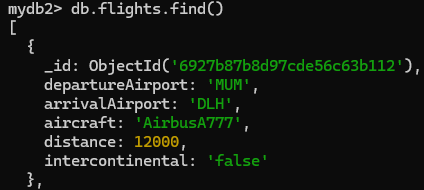 mydb2> db.flights.find()
[
  {
    _id: ObjectId('6927b87b8d97cde56c63b112'),
    departureAirport: 'MUM',
    arrivalAirport: 'DLH',
    aircraft: 'AirbusA777',
    distance: 12000,
    intercontinental: 'false'
  },